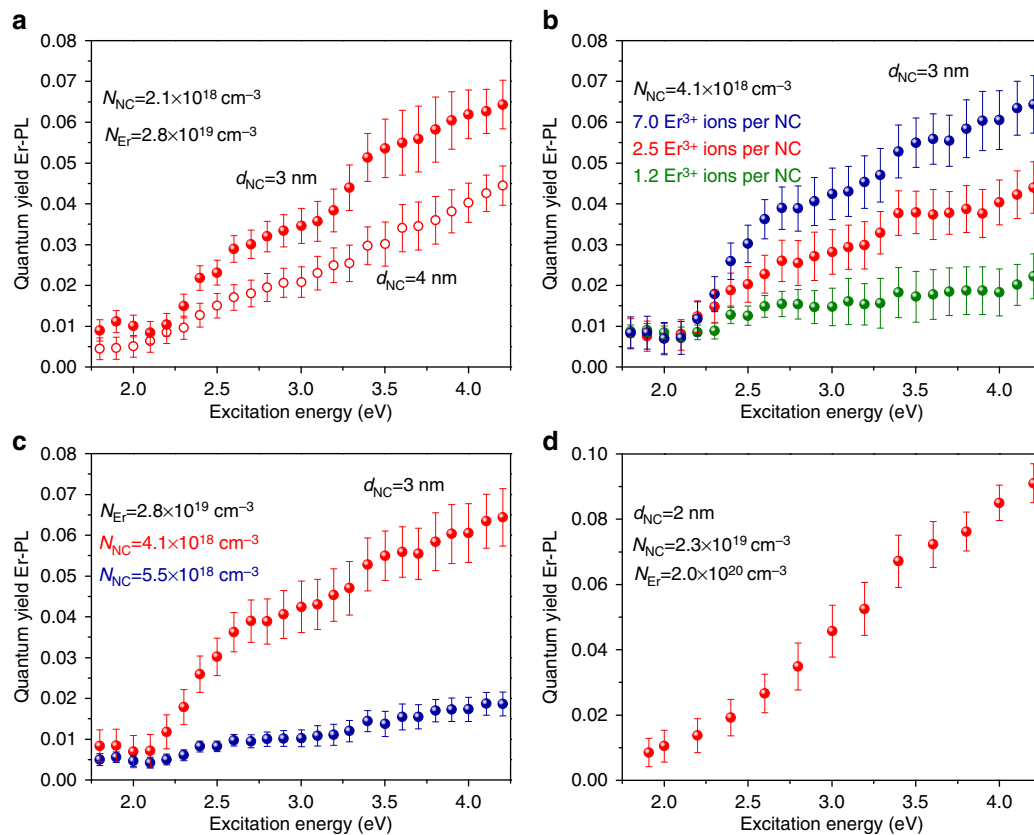 a
Quantum yield Er-PL
0.08
0.07
0.06
0.05
0.04
0.03
0.02
0.01
0.00
N_NC=2.1×10^18 cm^–3
N_Er=2.8×10^19 cm^–3
d_NC=3 nm
d_NC=4 nm
2.0 2.5 3.0 3.5 4.0
Excitation energy (eV)
b
Quantum yield Er-PL
0.08
0.07
0.06
0.05
0.04
0.03
0.02
0.01
0.00
d_NC=3 nm
N_NC=4.1×10^18 cm^–3
7.0 Er^3+ ions per NC
2.5 Er^3+ ions per NC
1.2 Er^3+ ions per NC
2.0 2.5 3.0 3.5 4.0
Excitation energy (eV)
c
Quantum yield Er-PL
0.08
0.07
0.06
0.05
0.04
0.03
0.02
0.01
0.00
d_NC=3 nm
N_Er=2.8×10^19 cm^–3
N_NC=4.1×10^18 cm^–3
N_NC=5.5×10^18 cm^–3
2.0 2.5 3.0 3.5 4.0
Excitation energy (eV)
d
Quantum yield Er-PL
0.10
0.08
0.06
0.04
0.02
0.00
d_NC=2 nm
N_NC=2.3×10^19 cm^–3
N_Er=2.0×10^20 cm^–3
2.0 2.5 3.0 3.5 4.0
Excitation energy (eV)